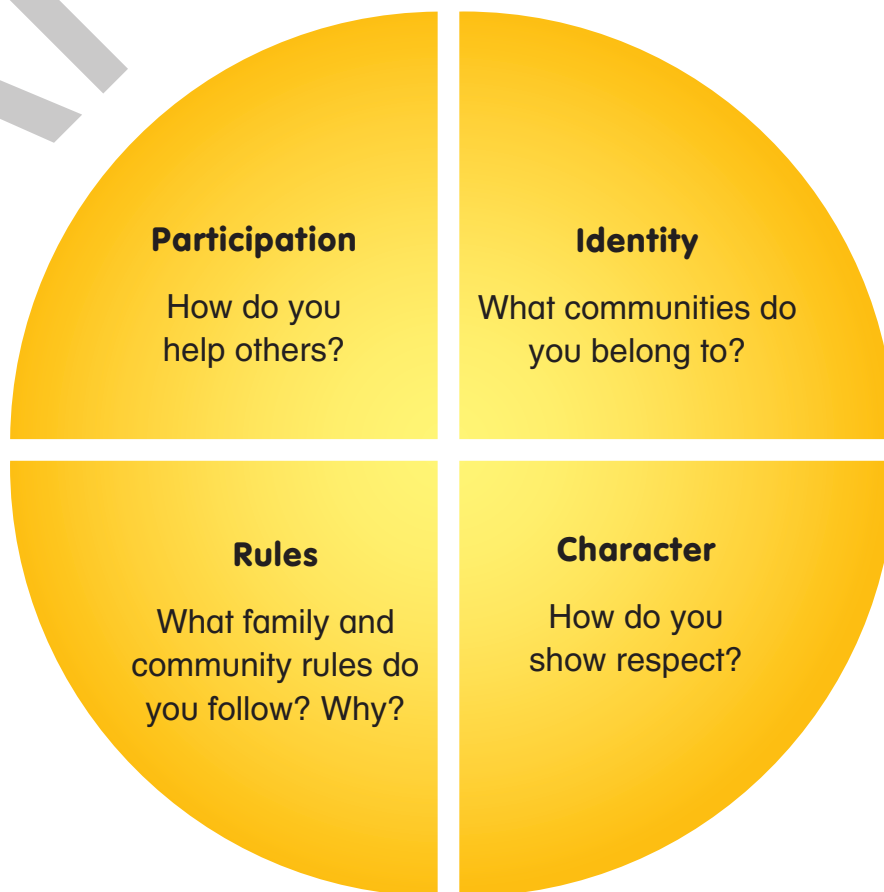 Participation
How do you
help others?
Identity
What communities do
you belong to?
Rules
What family and
community rules do
you follow? Why?
Character
How do you
show respect?